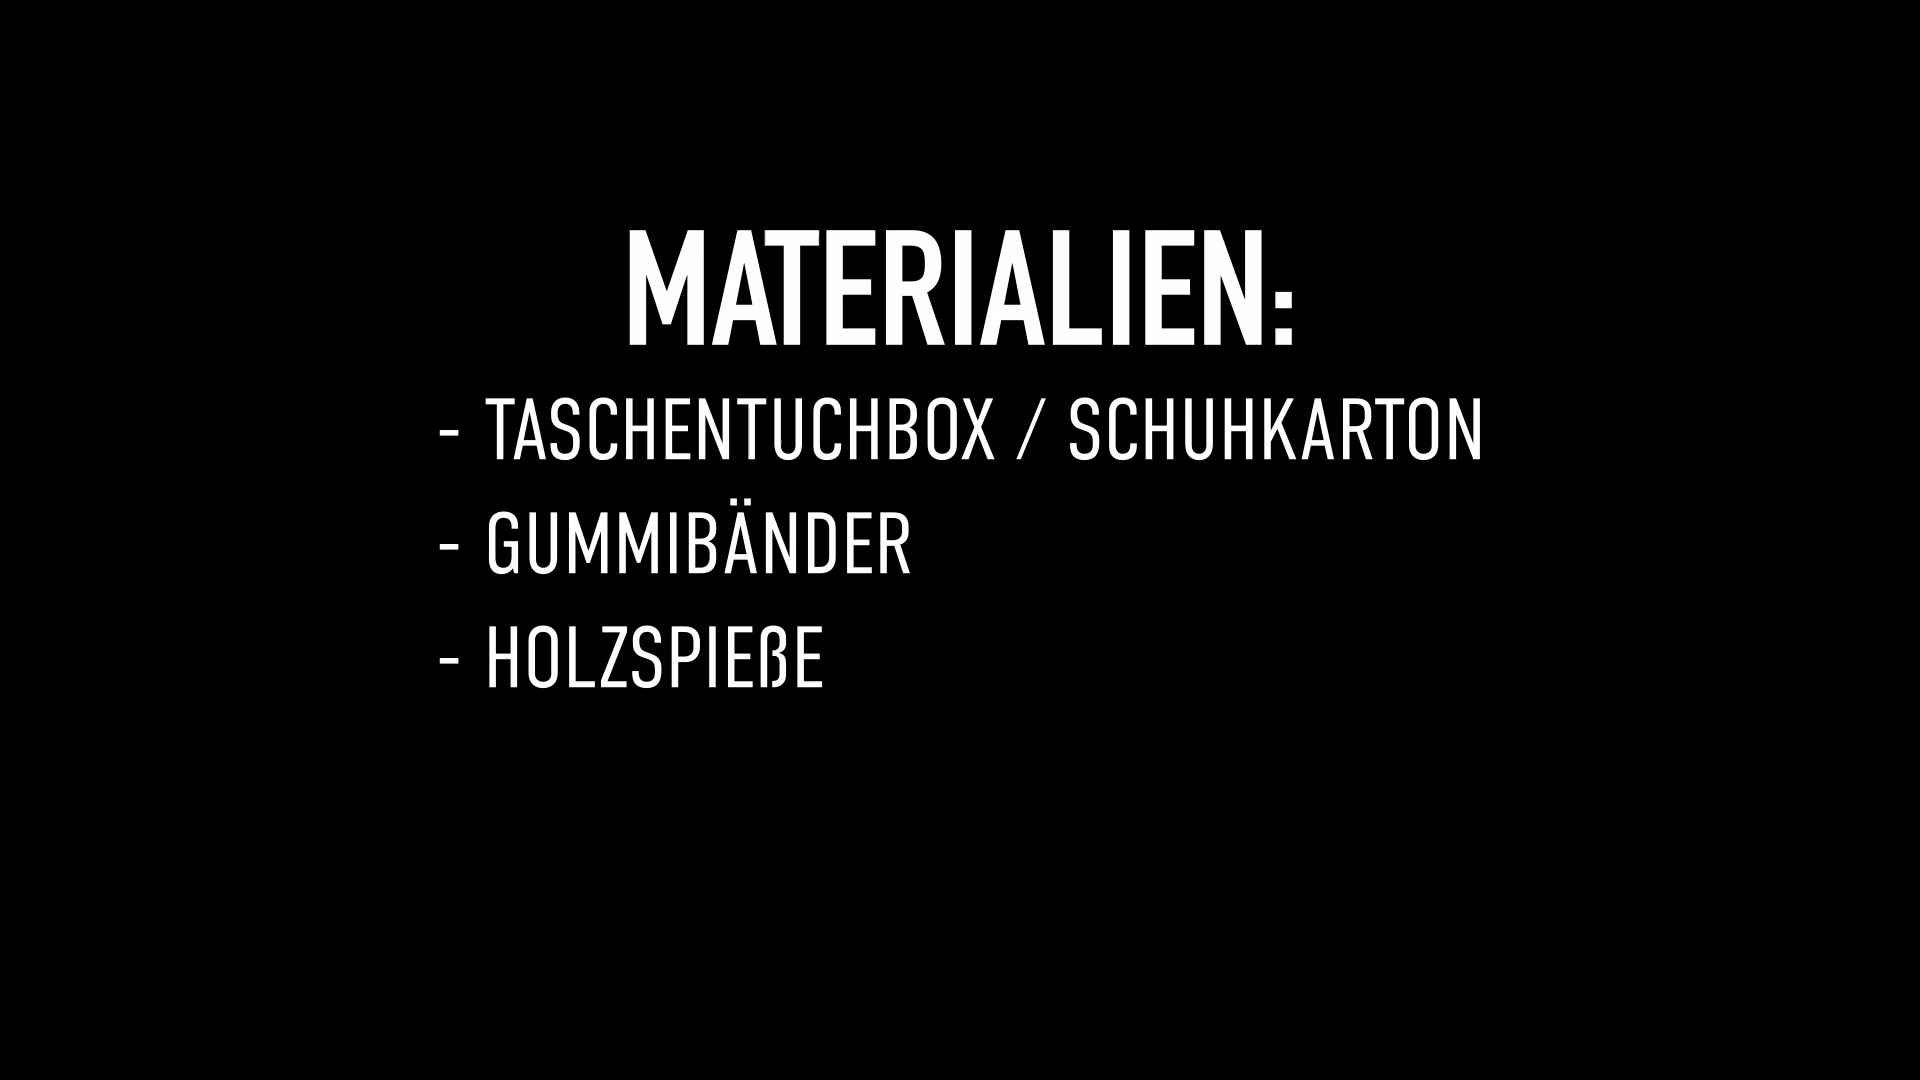 MATERIALIEN:
- TASCHENTUCHBOX / SCHUHKARTON
- GUMMIBÄNDER
- HOLZSPIEßE